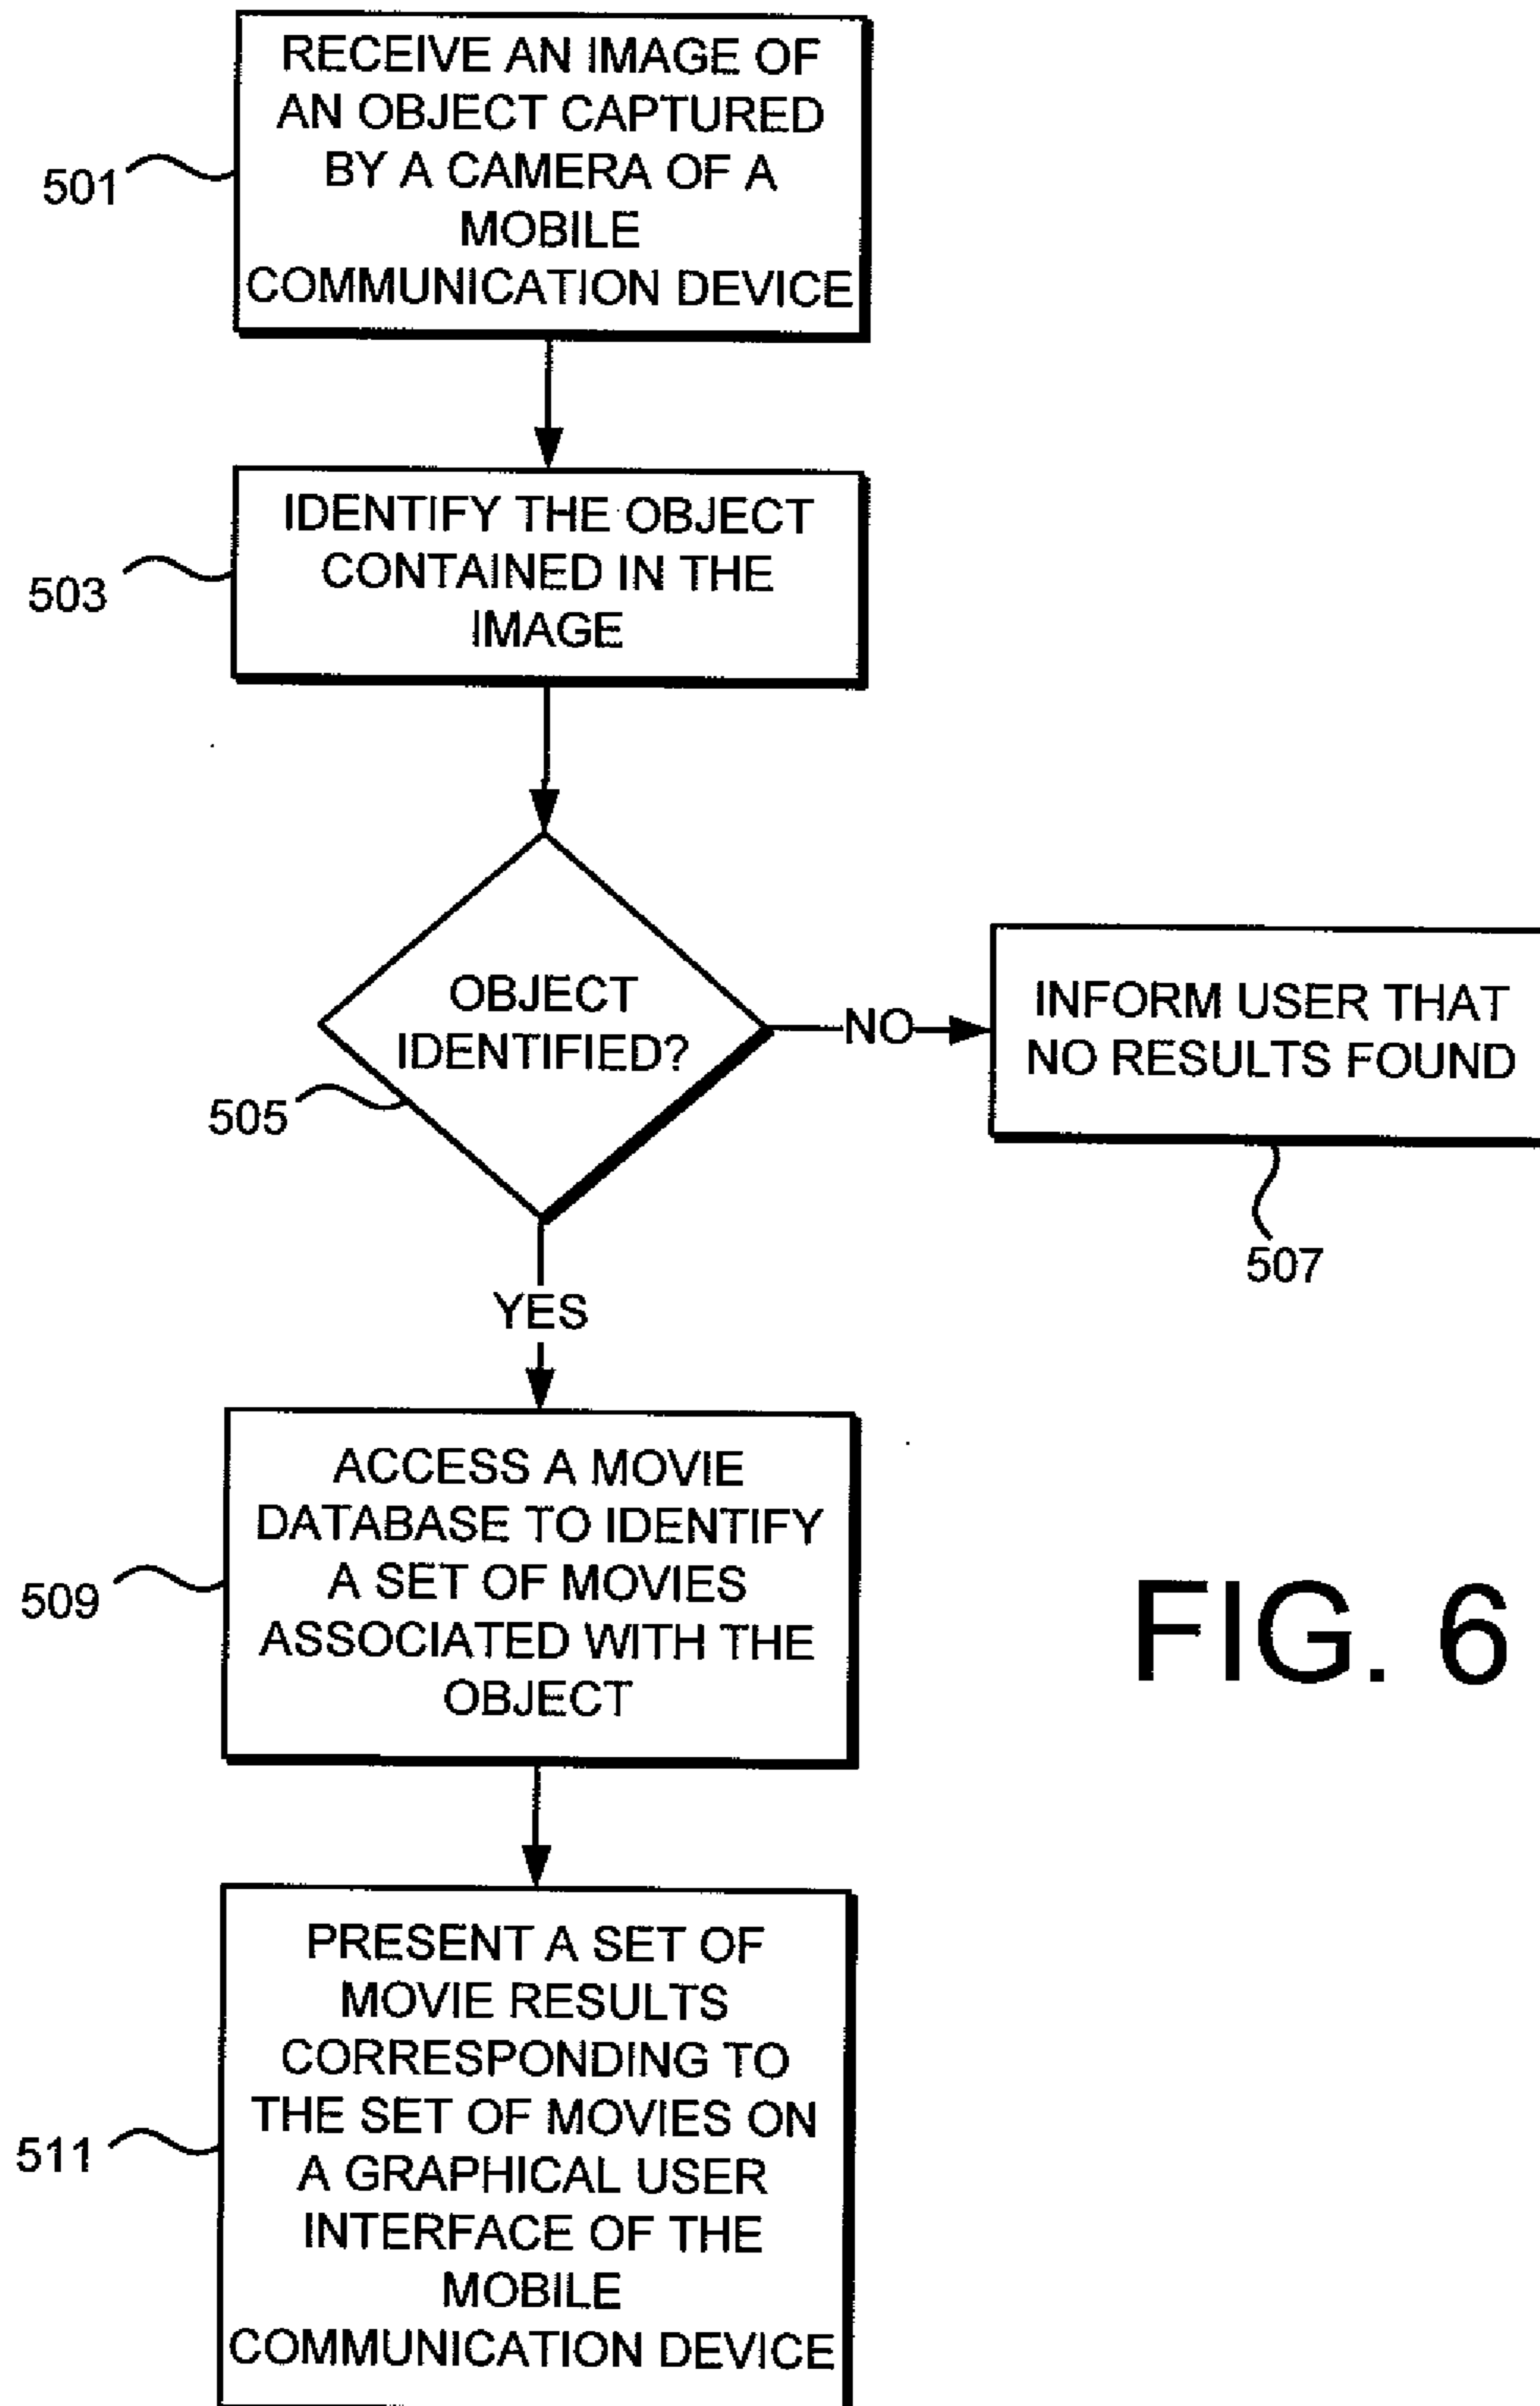 RECEIVE AN IMAGE OF
AN OBJECT CAPTURED
BY A CAMERA OF A
MOBILE
COMMUNICATION DEVICE
501
IDENTIFY THE OBJECT
CONTAINED IN THE
IMAGE
503
OBJECT
IDENTIFIED?
505
NO
INFORM USER THAT
NO RESULTS FOUND
507
YES
ACCESS A MOVIE
DATABASE TO IDENTIFY
A SET OF MOVIES
ASSOCIATED WITH THE
OBJECT
509
FIG. 6
PRESENT A SET OF
MOVIE RESULTS
CORRESPONDING TO
THE SET OF MOVIES ON
A GRAPHICAL USER
INTERFACE OF THE
MOBILE
COMMUNICATION DEVICE
511